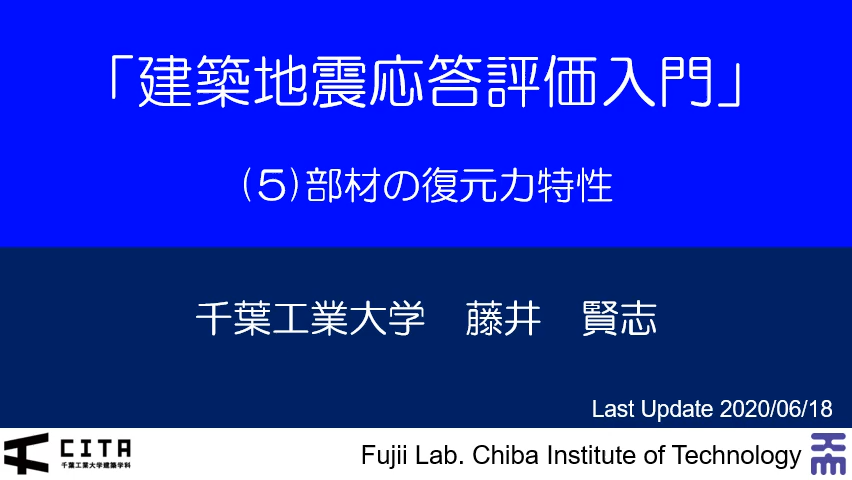 「建築地震応答評価入門」
(5)部材の復元力特性
千葉工業大学 藤井 賢志
Last Update 2020/06/18
CITA
千葉工業大学建築学科
Fujii Lab. Chiba Institute of Technology